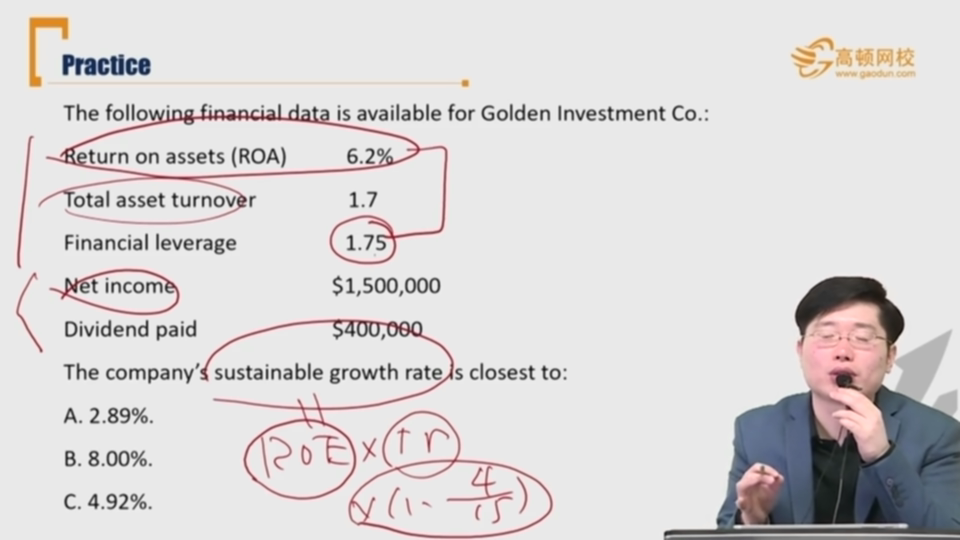 Practice
高顿网校
www.gaodun.com
The following financial data is available for Golden Investment Co.:
Return on assets (ROA) 6.2%
Total asset turnover 1.7
Financial leverage 1.75
Net income $1,500,000
Dividend paid $400,000
The company's sustainable growth rate is closest to:
A. 2.89%.
B. 8.00%.
C. 4.92%.
ROE × rr
(1 - 4/15)